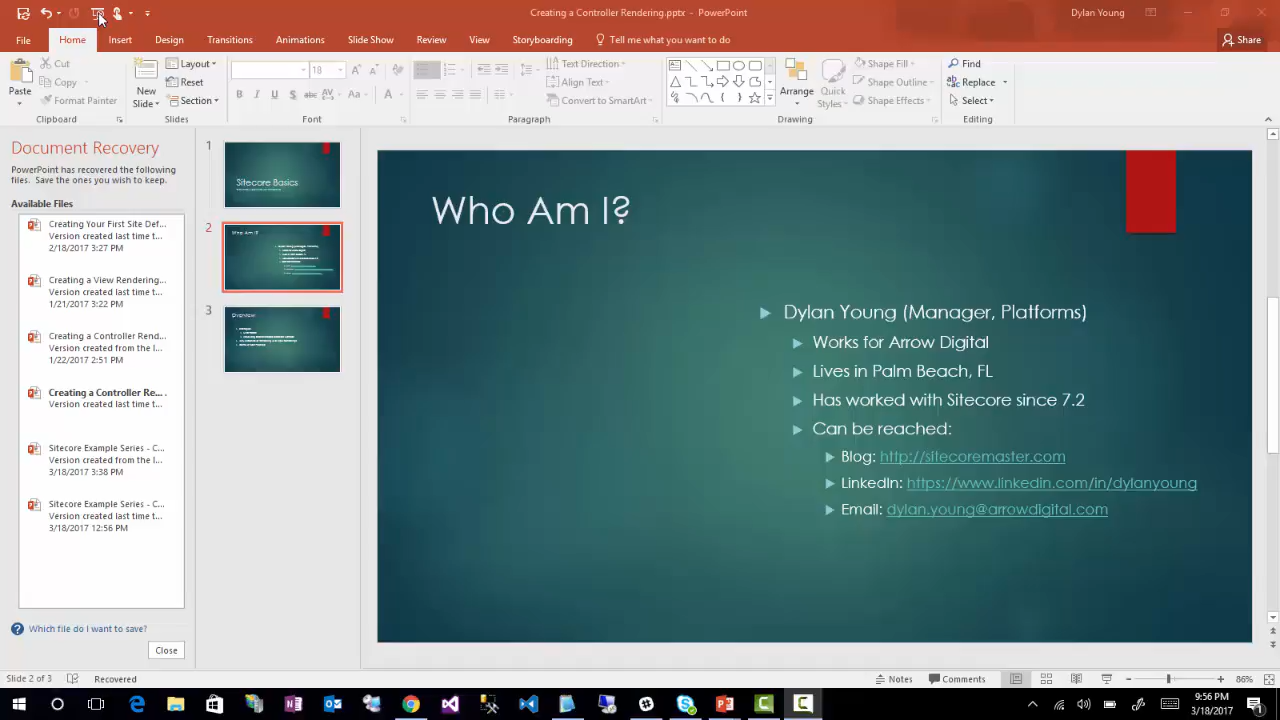 Creating a Controller Rendering.pptx - PowerPoint
Dylan Young
File Home Insert Design Transitions Animations Slide Show Review View Storyboarding Tell me what you want to do Share
Paste
Cut
Copy
Format Painter
Clipboard
New Slide
Layout
Reset
Section
Slides
18
B I U S abc AV Aa A
Font
Text Direction
Align Text
Convert to SmartArt
Paragraph
Arrange
Quick Styles
Shape Fill
Shape Outline
Shape Effects
Drawing
Find
Replace
Select
Editing
Document Recovery
PowerPoint has recovered the following
files. Save the ones you wish to keep.
Available Files
Creating Your First Site Def...
Version created last time t...
2/18/2017 3:27 PM
Creating a View Rendering...
Version created last time t...
1/21/2017 3:22 PM
Creating a Controller Rend...
Version created from the l...
1/22/2017 2:51 PM
Creating a Controller Re...
Version created last time t...
Sitecore Example Series - C...
Version created from the l...
3/18/2017 3:38 PM
Sitecore Example Series - C...
Version created last time t...
3/18/2017 12:56 PM
Which file do I want to save?
Close
1
Sitecore Basics
2
Who Am I?
3
Overview
Who Am I?
Dylan Young (Manager, Platforms)
Works for Arrow Digital
Lives in Palm Beach, FL
Has worked with Sitecore since 7.2
Can be reached:
Blog: http://sitecoremaster.com
LinkedIn: https://www.linkedin.com/in/dylanyoung
Email: dylan.young@arrowdigital.com
Slide 2 of 3 Recovered Notes Comments 86%
9:56 PM
3/18/2017